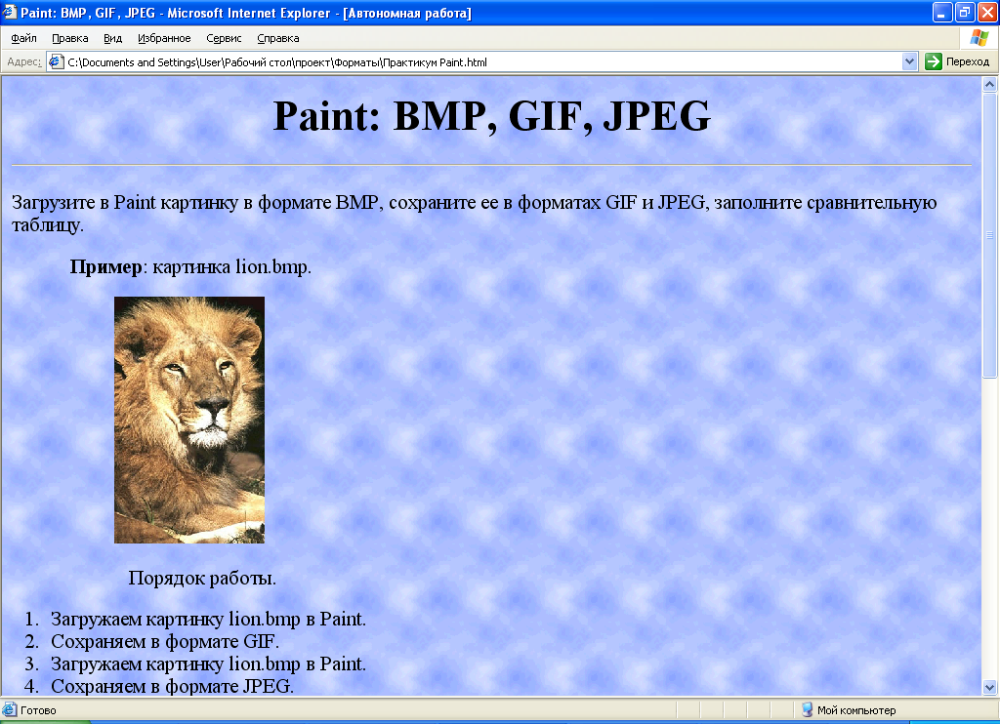 Paint: BMP, GIF, JPEG - Microsoft Internet Explorer - [Автономная работа]
Файл Правка Вид Избранное Сервис Справка
Адрес: C:\Documents and Settings\User\Рабочий стол\проект\Форматы\Практикум Paint.html Переход
Paint: BMP, GIF, JPEG
Загрузите в Paint картинку в формате BMP, сохраните ее в форматах GIF и JPEG, заполните сравнительную
таблицу.
Пример: картинка lion.bmp.
Порядок работы.
1. Загружаем картинку lion.bmp в Paint.
2. Сохраняем в формате GIF.
3. Загружаем картинку lion.bmp в Paint.
4. Сохраняем в формате JPEG.
Готово Мой компьютер